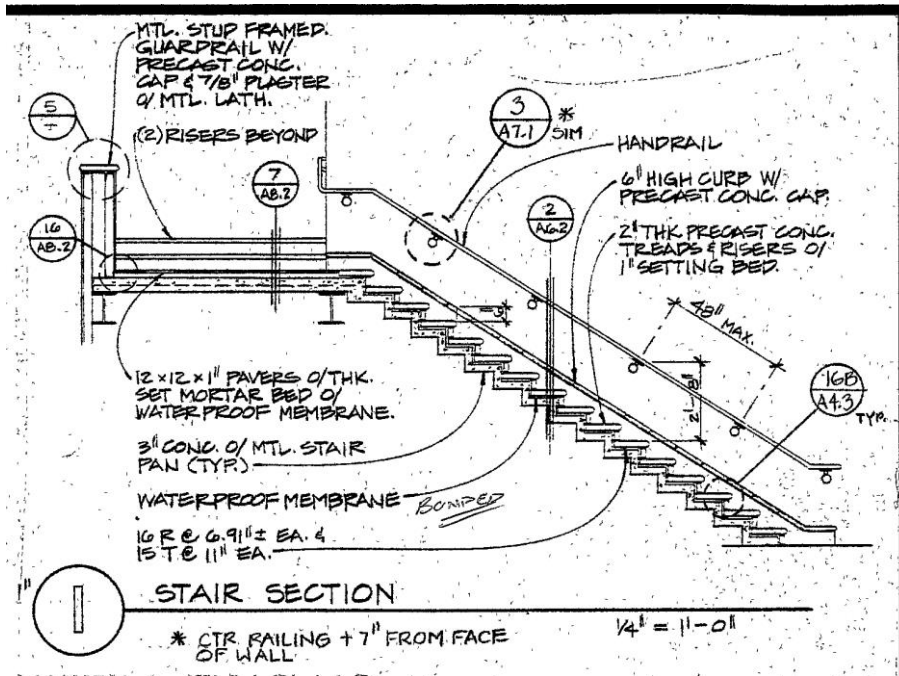 MTL. STUD FRAMED.
GUARDRAIL W/
PRECAST CONC.
CAP & 7/8" PLASTER
O/ MTL. LATH.
5
(2) RISERS BEYOND
3
A7.1
*
SIM
HANDRAIL
7
A8.2
6" HIGH CURB W/
PRECAST CONC. CAP.
2
A6.2
16
A8.2
2" THK PRECAST CONC.
TREADS & RISERS O/
1" SETTING BED.
6"
48" MAX.
2'-8"
16B
A4.3
TYP.
12 x 12 x 1" PAVERS O/ THK.
SET MORTAR BED O/
WATERPROOF MEMBRANE.
3" CONC. O/ MTL. STAIR
PAN (TYP.)
WATERPROOF MEMBRANE
BONDED
16 R @ 6.91" ± EA. &
15 T @ 11" EA.
1"
1
STAIR SECTION
1/4" = 1'-0"
* CTR. RAILING + 7" FROM FACE
OF WALL